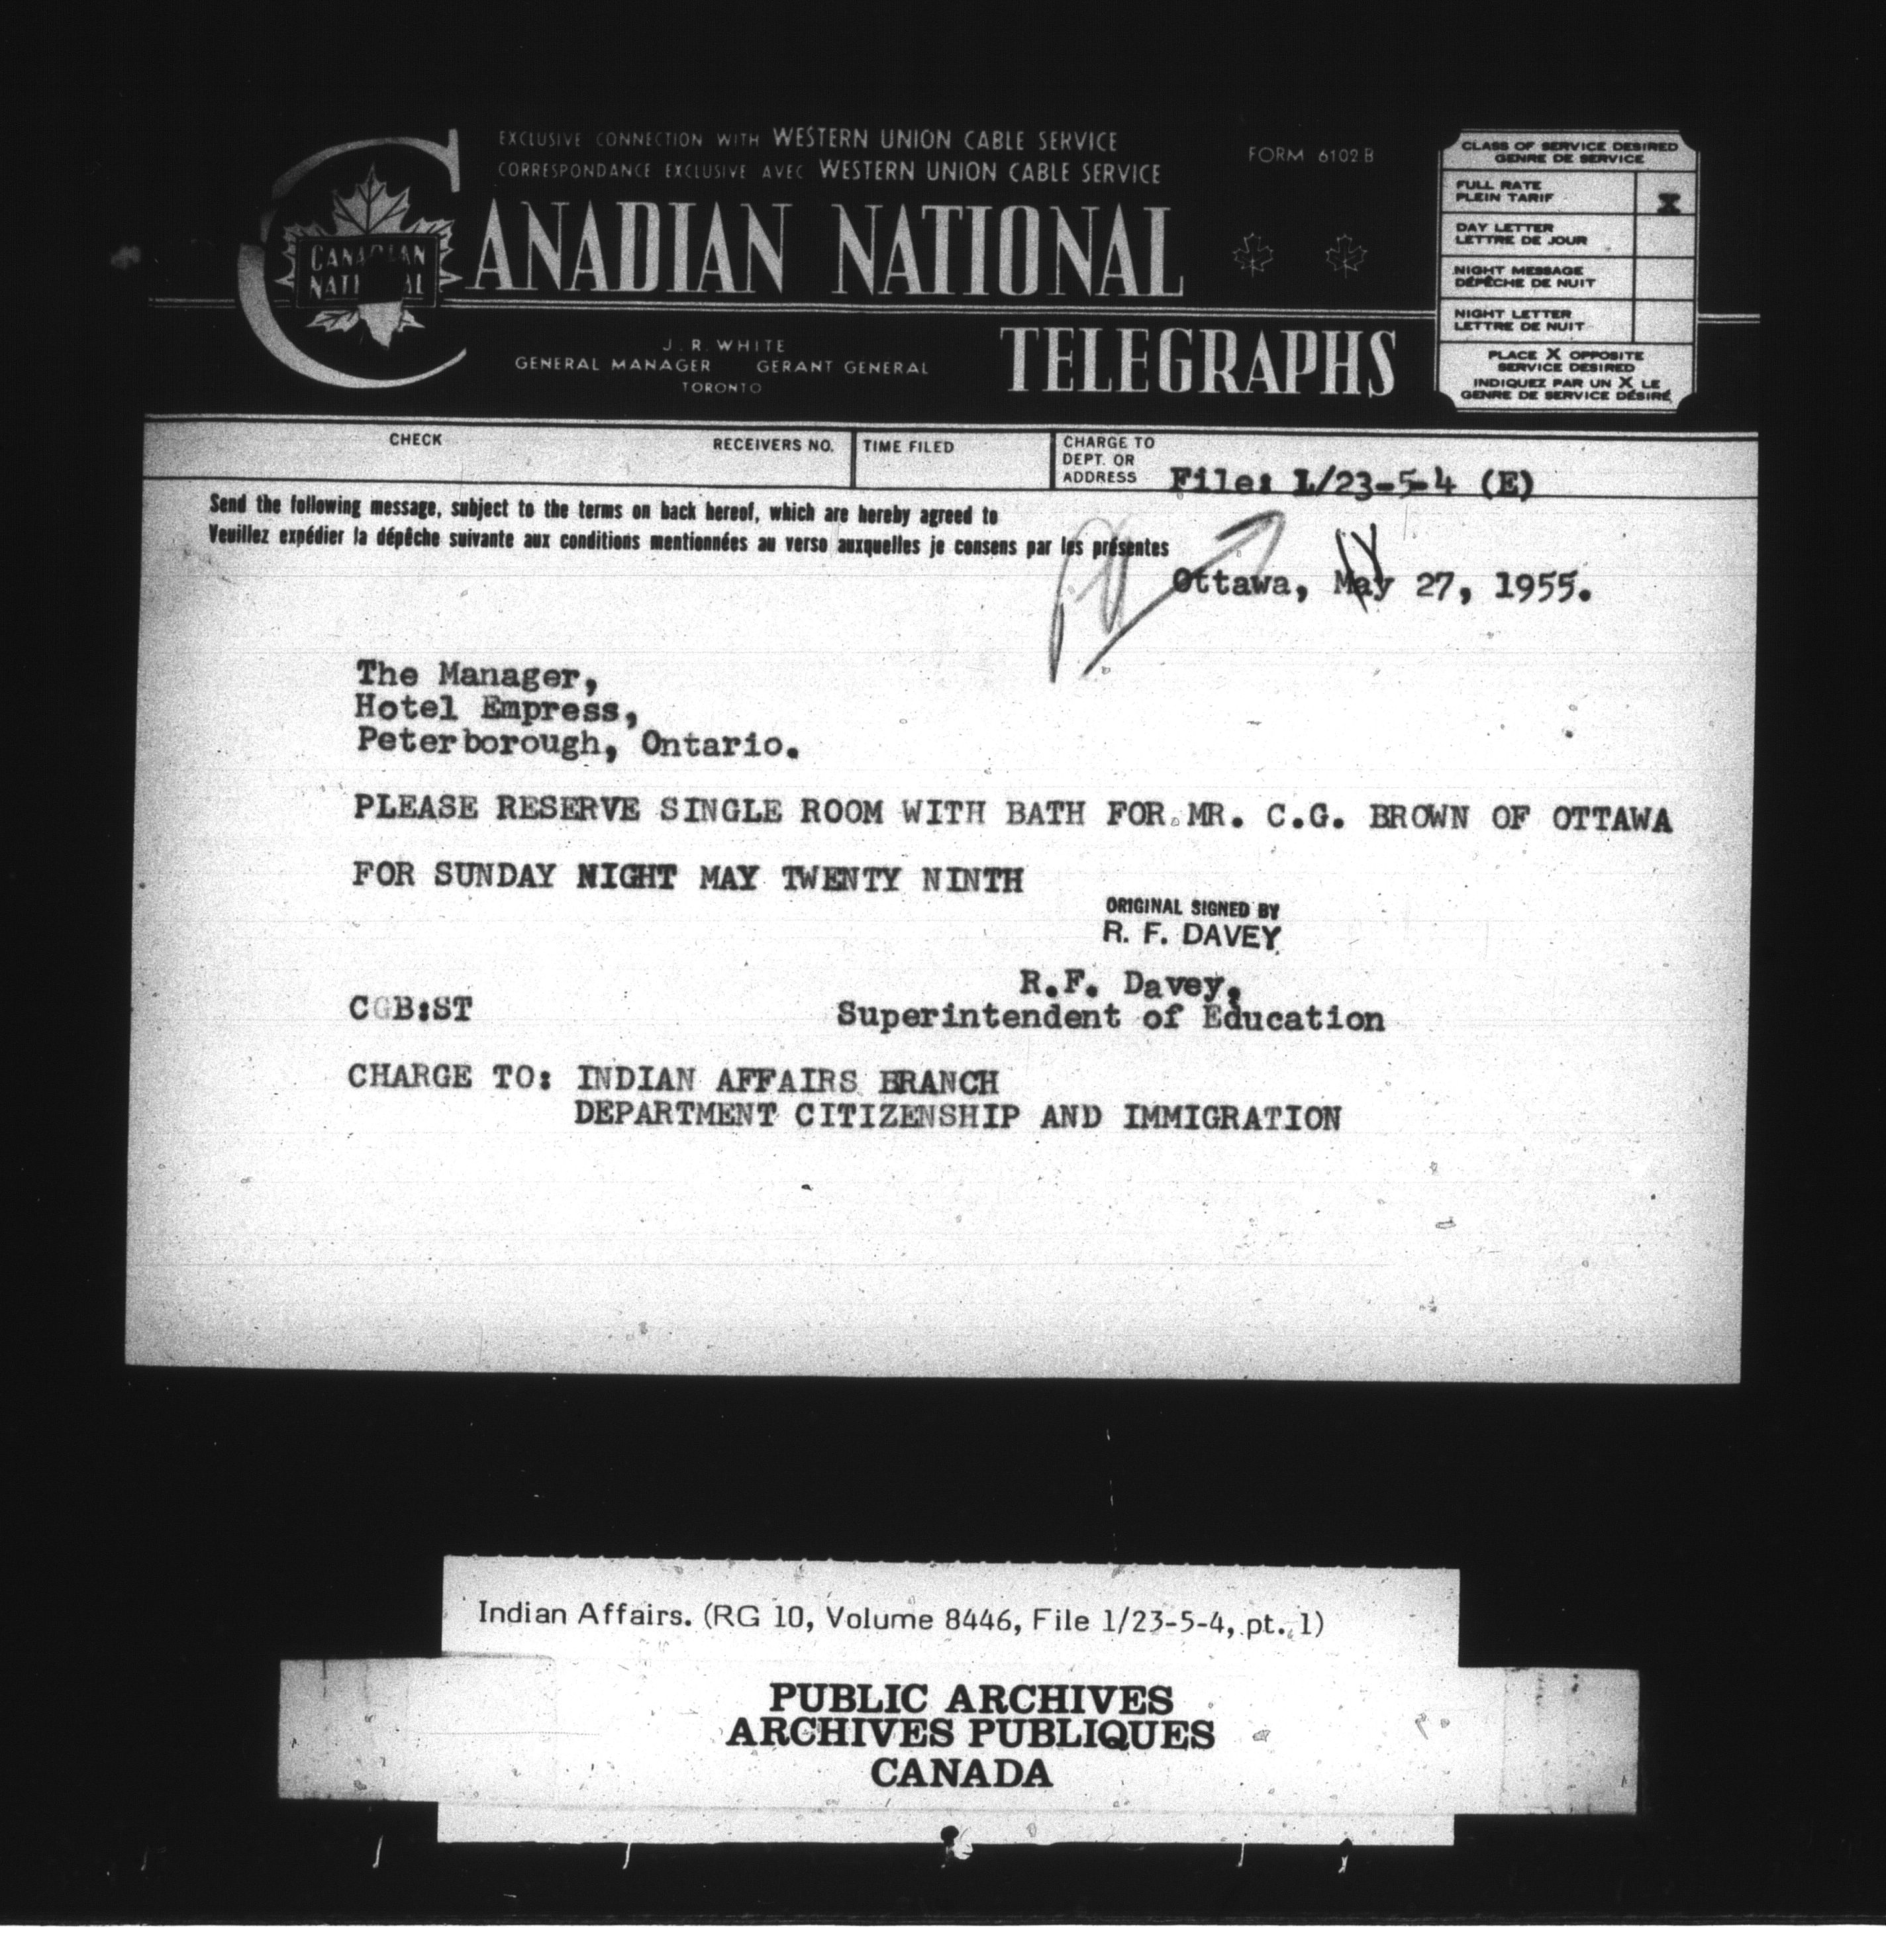 EXCLUSIVE CONNECTION WITH WESTERN UNION CABLE SERVICE
CORRESPONDANCE EXCLUSIVE AVEC WESTERN UNION CABLE SERVICE
FORM 6102 B
CANADIAN NATIONAL
CANADIAN NATIONAL
TELEGRAPHS
J. R. WHITE
GENERAL MANAGER GERANT GENERAL
TORONTO
CLASS OF SERVICE DESIRED
GENRE DE SERVICE
FULL RATE
PLEIN TARIF
X
DAY LETTER
LETTRE DE JOUR
NIGHT MESSAGE
DÉPÊCHE DE NUIT
NIGHT LETTER
LETTRE DE NUIT
PLACE X OPPOSITE
SERVICE DESIRED
INDIQUEZ PAR UN X LE
GENRE DE SERVICE DÉSIRÉ
CHECK
RECEIVERS NO.
TIME FILED
CHARGE TO
DEPT. OR
ADDRESS
File: 1/23-5-4 (E)
Send the following message, subject to the terms on back hereof, which are hereby agreed to
Veuillez expédier la dépêche suivante aux conditions mentionnées au verso auxquelles je consens par les présentes
Ottawa, May 27, 1955.
The Manager,
Hotel Empress,
Peterborough, Ontario.
PLEASE RESERVE SINGLE ROOM WITH BATH FOR MR. C.G. BROWN OF OTTAWA
FOR SUNDAY NIGHT MAY TWENTY NINTH
ORIGINAL SIGNED BY
R. F. DAVEY
R.F. Davey,
CGB:ST
Superintendent of Education
CHARGE TO: INDIAN AFFAIRS BRANCH
DEPARTMENT CITIZENSHIP AND IMMIGRATION
Indian Affairs. (RG 10, Volume 8446, File 1/23-5-4, pt. 1)
PUBLIC ARCHIVES
ARCHIVES PUBLIQUES
CANADA